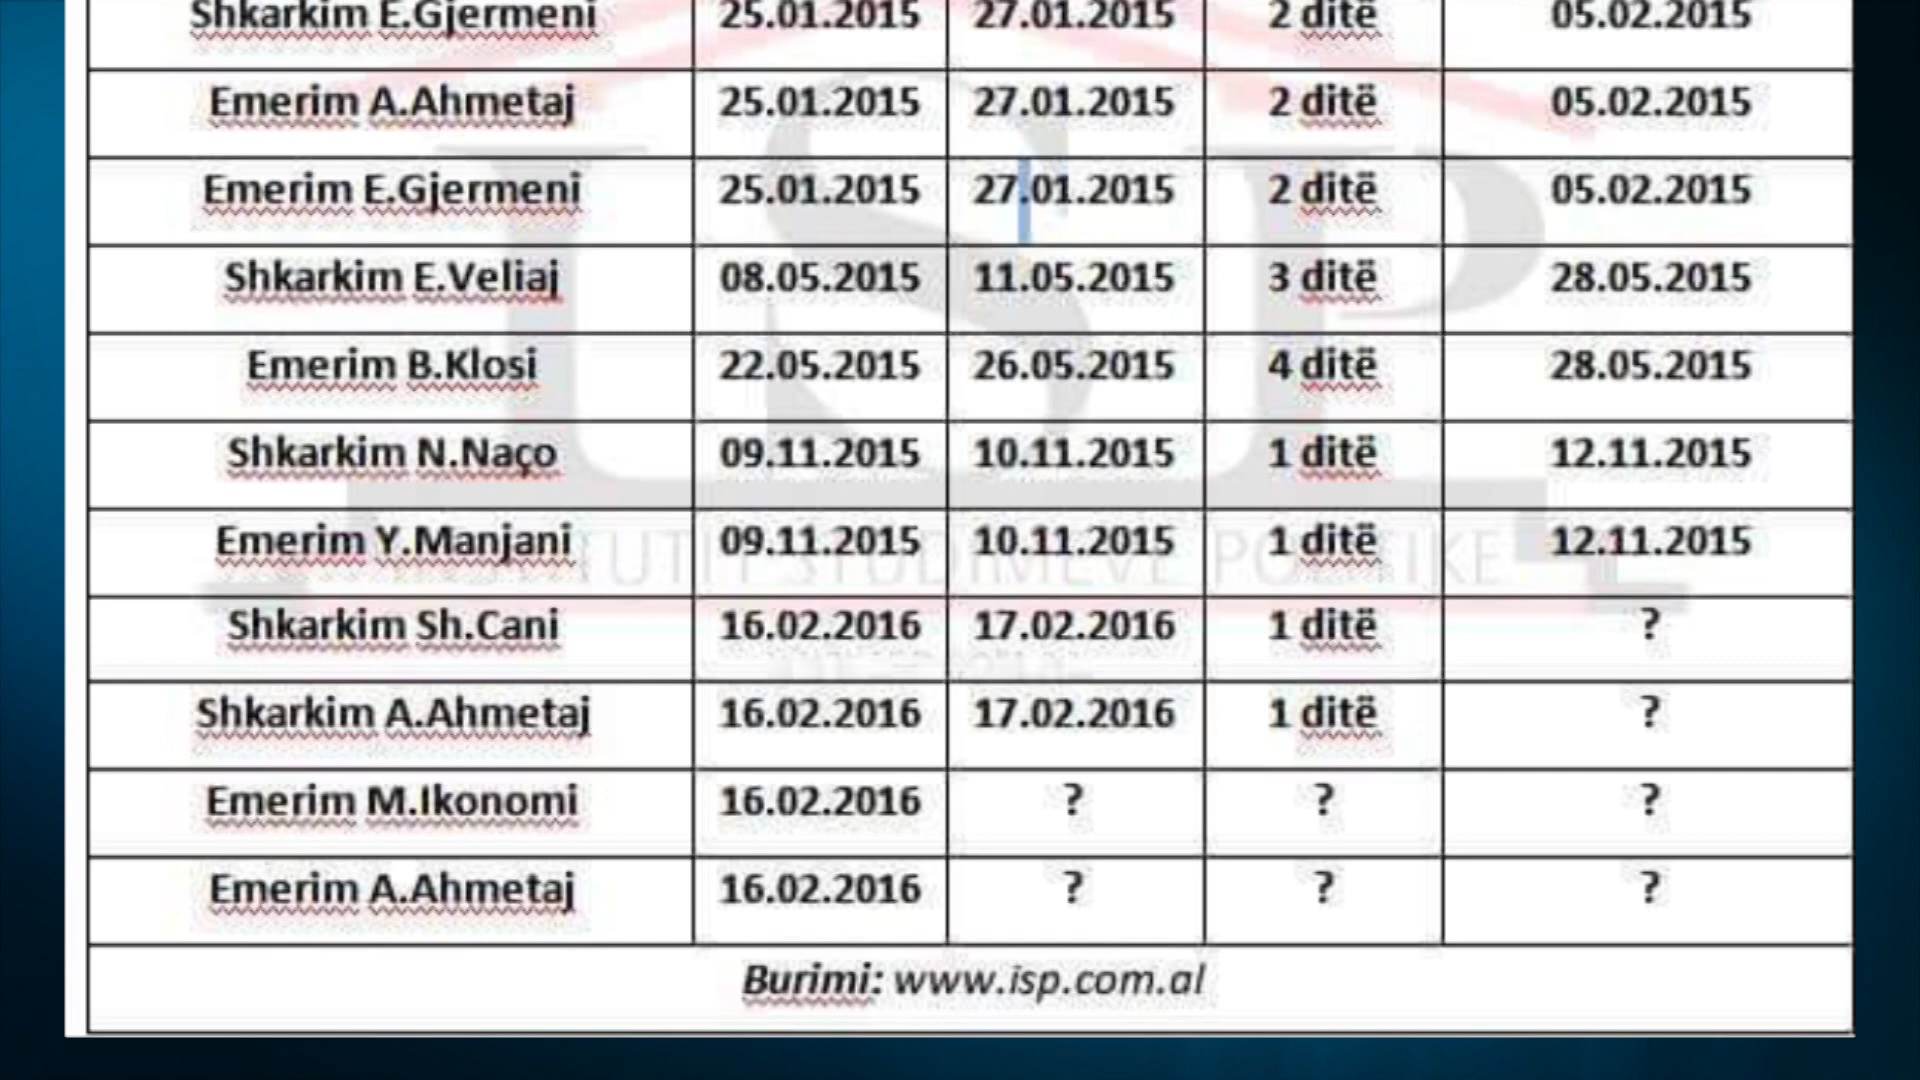 Shkarkim E.Gjermeni 25.01.2015 27.01.2015 2 ditë 05.02.2015
Emerim A.Ahmetaj 25.01.2015 27.01.2015 2 ditë 05.02.2015
Emerim E.Gjermeni 25.01.2015 27.01.2015 2 ditë 05.02.2015
Shkarkim E.Veliaj 08.05.2015 11.05.2015 3 ditë 28.05.2015
Emerim B.Klosi 22.05.2015 26.05.2015 4 ditë 28.05.2015
Shkarkim N.Naço 09.11.2015 10.11.2015 1 ditë 12.11.2015
Emerim Y.Manjani 09.11.2015 10.11.2015 1 ditë 12.11.2015
Shkarkim Sh.Cani 16.02.2016 17.02.2016 1 ditë ?
Shkarkim A.Ahmetaj 16.02.2016 17.02.2016 1 ditë ?
Emerim M.Ikonomi 16.02.2016 ? ? ?
Emerim A.Ahmetaj 16.02.2016 ? ? ?
Burimi: www.isp.com.al
ISP